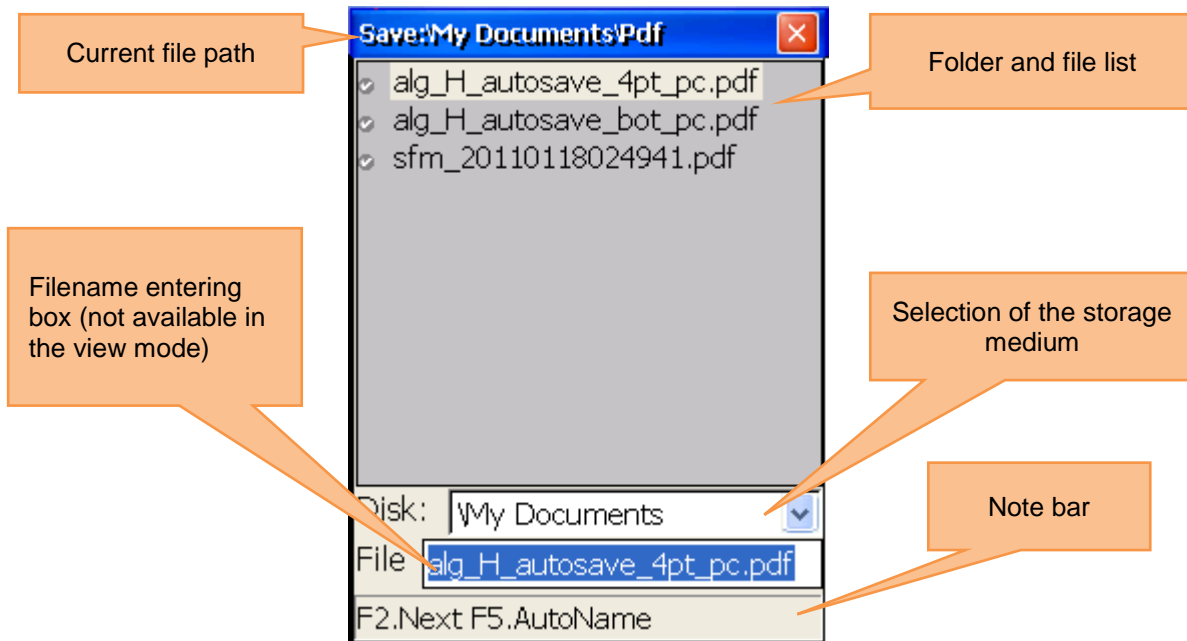 Current file path
Save:\My Documents\Pdf
Folder and file list
alg_H_autosave_4pt_pc.pdf
alg_H_autosave_bot_pc.pdf
sfm_20110118024941.pdf
Filename entering
box (not available in
the view mode)
Selection of the storage
medium
Disk: \My Documents
Note bar
File alg_H_autosave_4pt_pc.pdf
F2.Next F5.AutoName